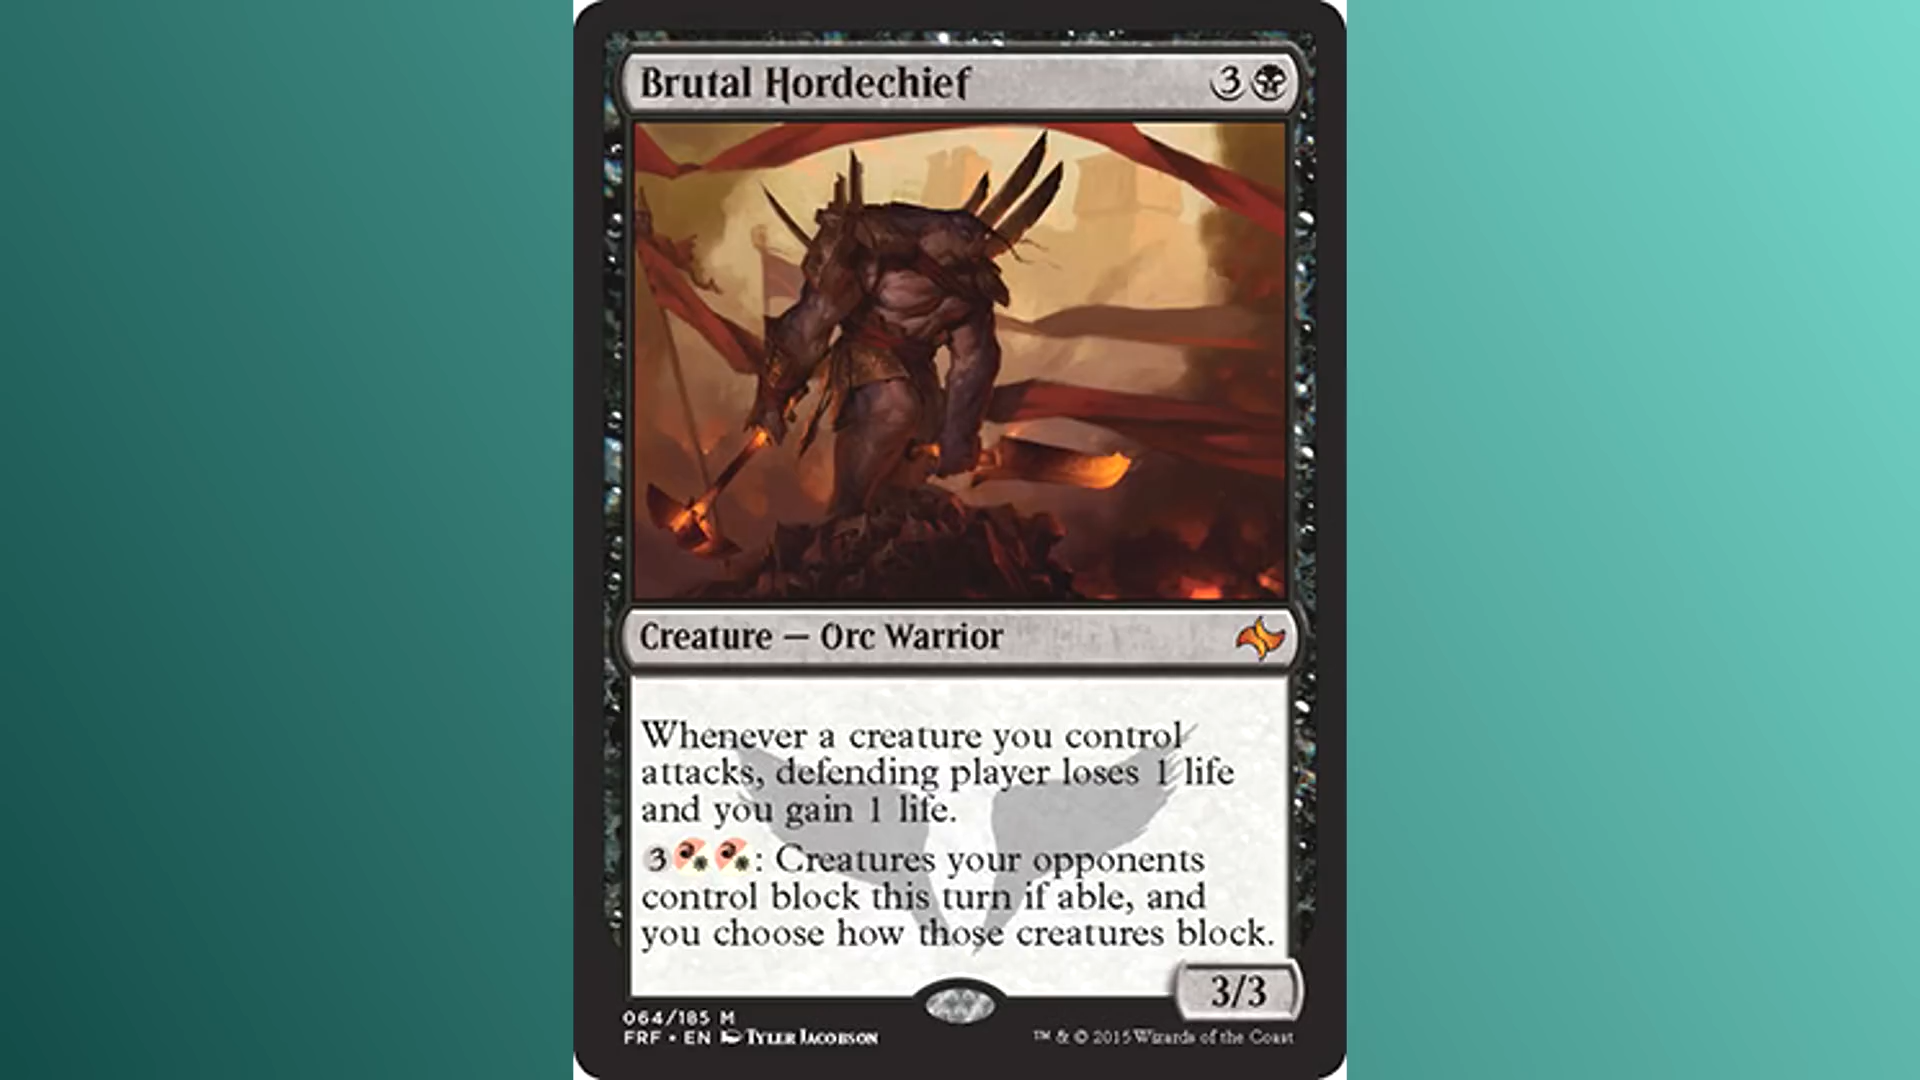 Brutal Hordechief 3
Creature — Orc Warrior
Whenever a creature you control
attacks, defending player loses 1 life
and you gain 1 life.
3 : Creatures your opponents
control block this turn if able, and
you choose how those creatures block.
3/3
064/185 M
FRF • EN Tyler Jacobson
™ & © 2015 Wizards of the Coast